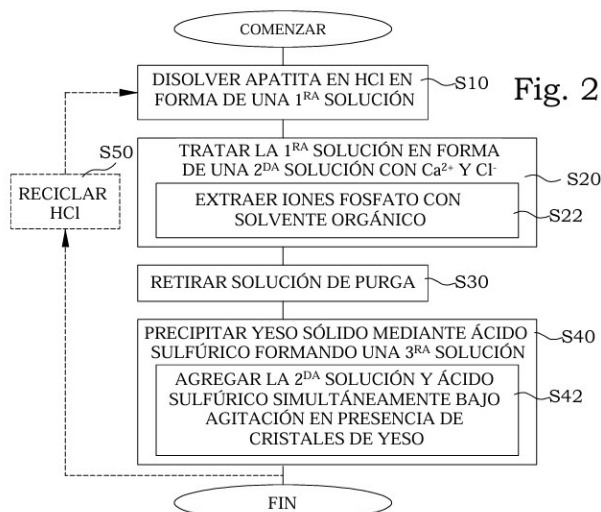 COMENZAR
DISOLVER APATITA EN HCl EN
FORMA DE UNA 1RA SOLUCIÓN
S10
Fig. 2
S50
RECICLAR
HCl
TRATAR LA 1RA SOLUCIÓN EN FORMA
DE UNA 2DA SOLUCIÓN CON Ca2+ Y Cl-
S20
EXTRAER IONES FOSFATO CON
SOLVENTE ORGÁNICO
S22
RETIRAR SOLUCIÓN DE PURGA
S30
PRECIPITAR YESO SÓLIDO MEDIANTE ÁCIDO
SULFÚRICO FORMANDO UNA 3RA SOLUCIÓN
S40
AGREGAR LA 2DA SOLUCIÓN Y ÁCIDO
SULFÚRICO SIMULTÁNEAMENTE BAJO
AGITACIÓN EN PRESENCIA DE
CRISTALES DE YESO
S42
FIN